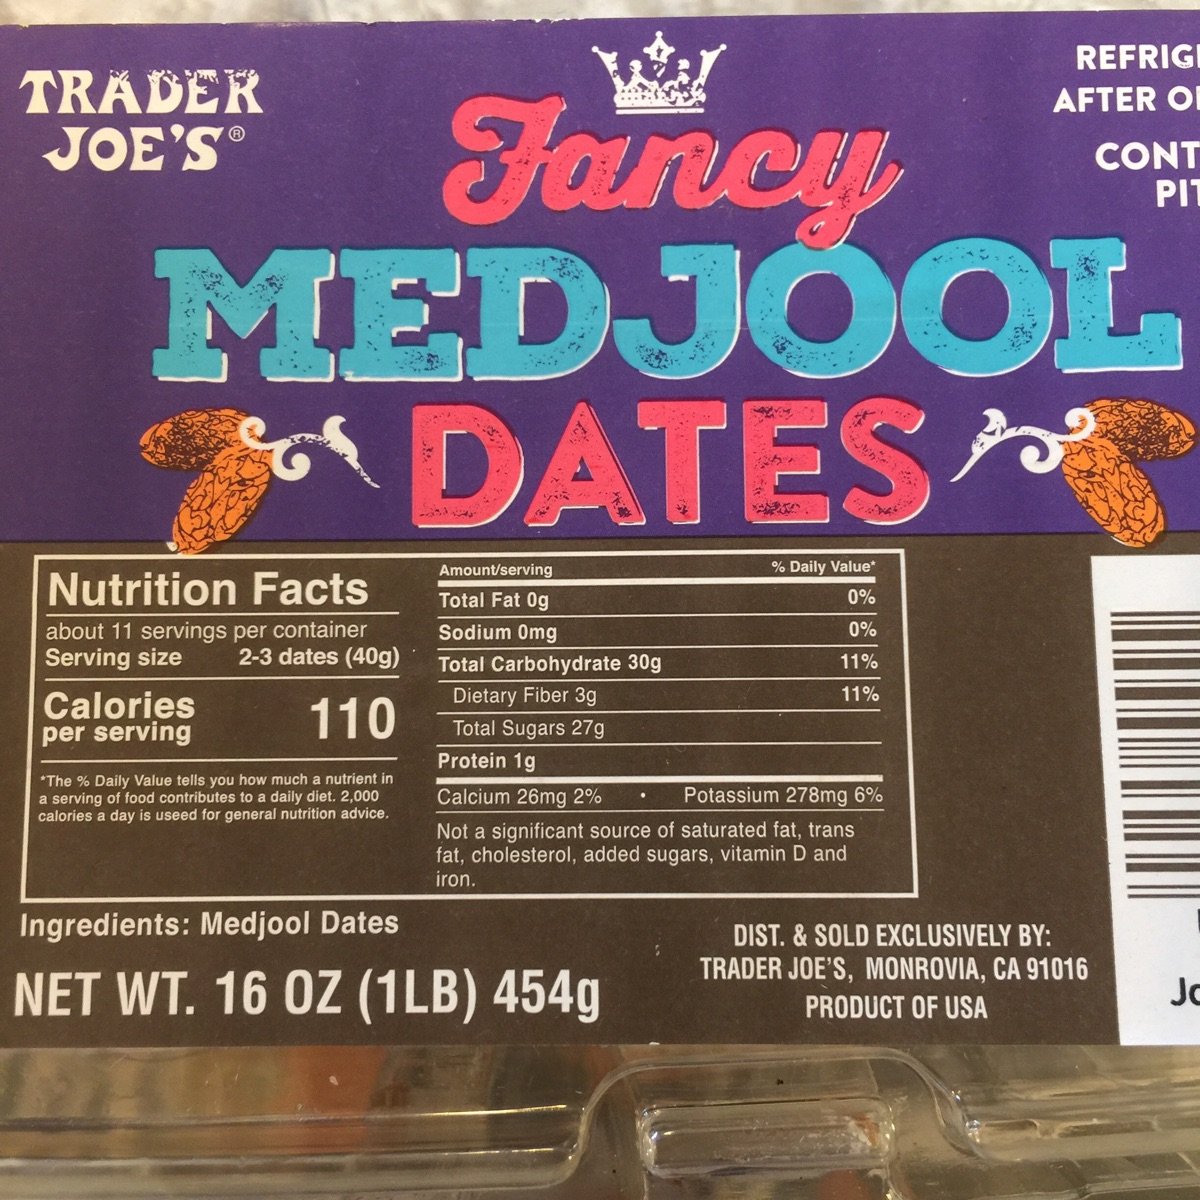 TRADER
JOE'S®
Fancy
MEDJOOL
DATES
Nutrition Facts
about 11 servings per container
Serving size 2-3 dates (40g)
Calories
per serving 110
*The % Daily Value tells you how much a nutrient in
a serving of food contributes to a daily diet. 2,000
calories a day is useed for general nutrition advice.
Amount/serving % Daily Value*
Total Fat 0g 0%
Sodium 0mg 0%
Total Carbohydrate 30g 11%
Dietary Fiber 3g 11%
Total Sugars 27g
Protein 1g
Calcium 26mg 2% • Potassium 278mg 6%
Not a significant source of saturated fat, trans
fat, cholesterol, added sugars, vitamin D and
iron.
Ingredients: Medjool Dates
NET WT. 16 OZ (1LB) 454g
DIST. & SOLD EXCLUSIVELY BY:
TRADER JOE'S, MONROVIA, CA 91016
PRODUCT OF USA
AFTER